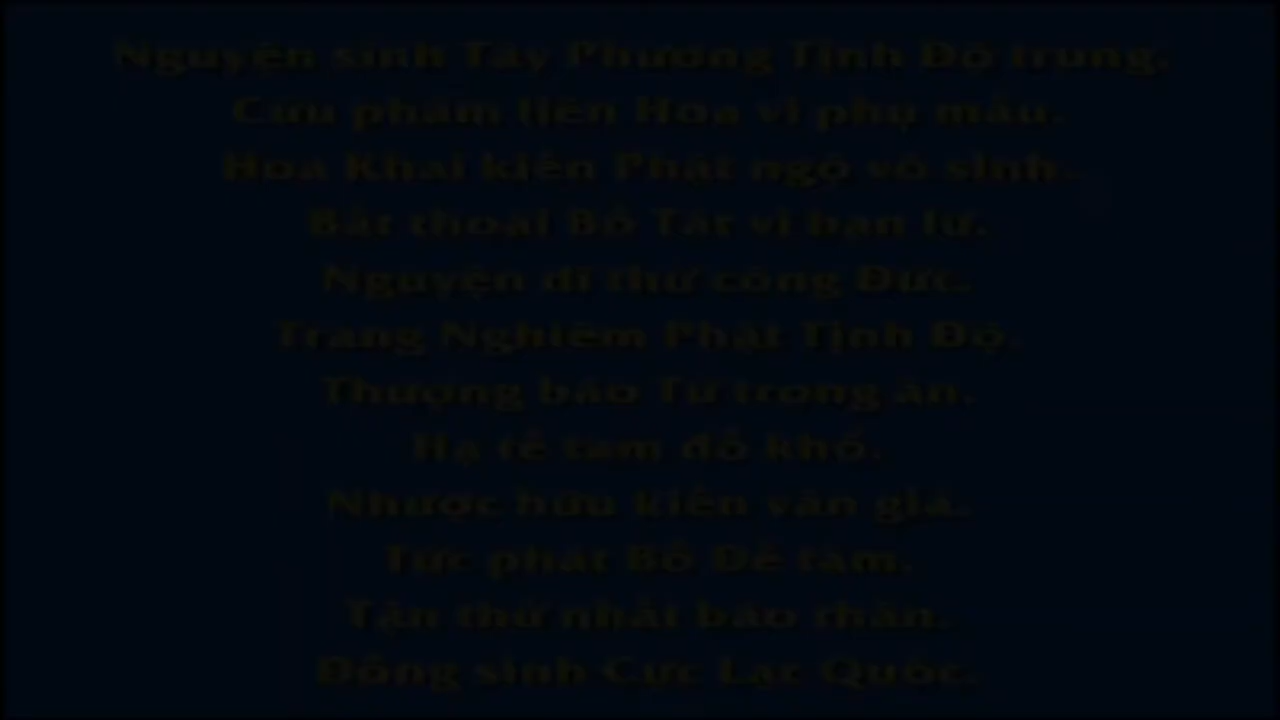 Nguyện sinh Tây Phương Tịnh Độ trung.
Cửu phẩm liên Hoa vi phụ mẫu.
Hoa Khai kiến Phật ngộ vô sinh.
Bất thoái Bồ Tát vi bạn lữ.
Nguyện dĩ thử công Đức.
Trang Nghiêm Phật Tịnh Độ.
Thượng báo Tứ trọng ân.
Hạ tế tam đồ khổ.
Nhược hữu kiến văn giả.
Tức phát Bồ Đề tâm.
Tận thử nhất báo thân.
Đồng sinh Cực Lạc Quốc.